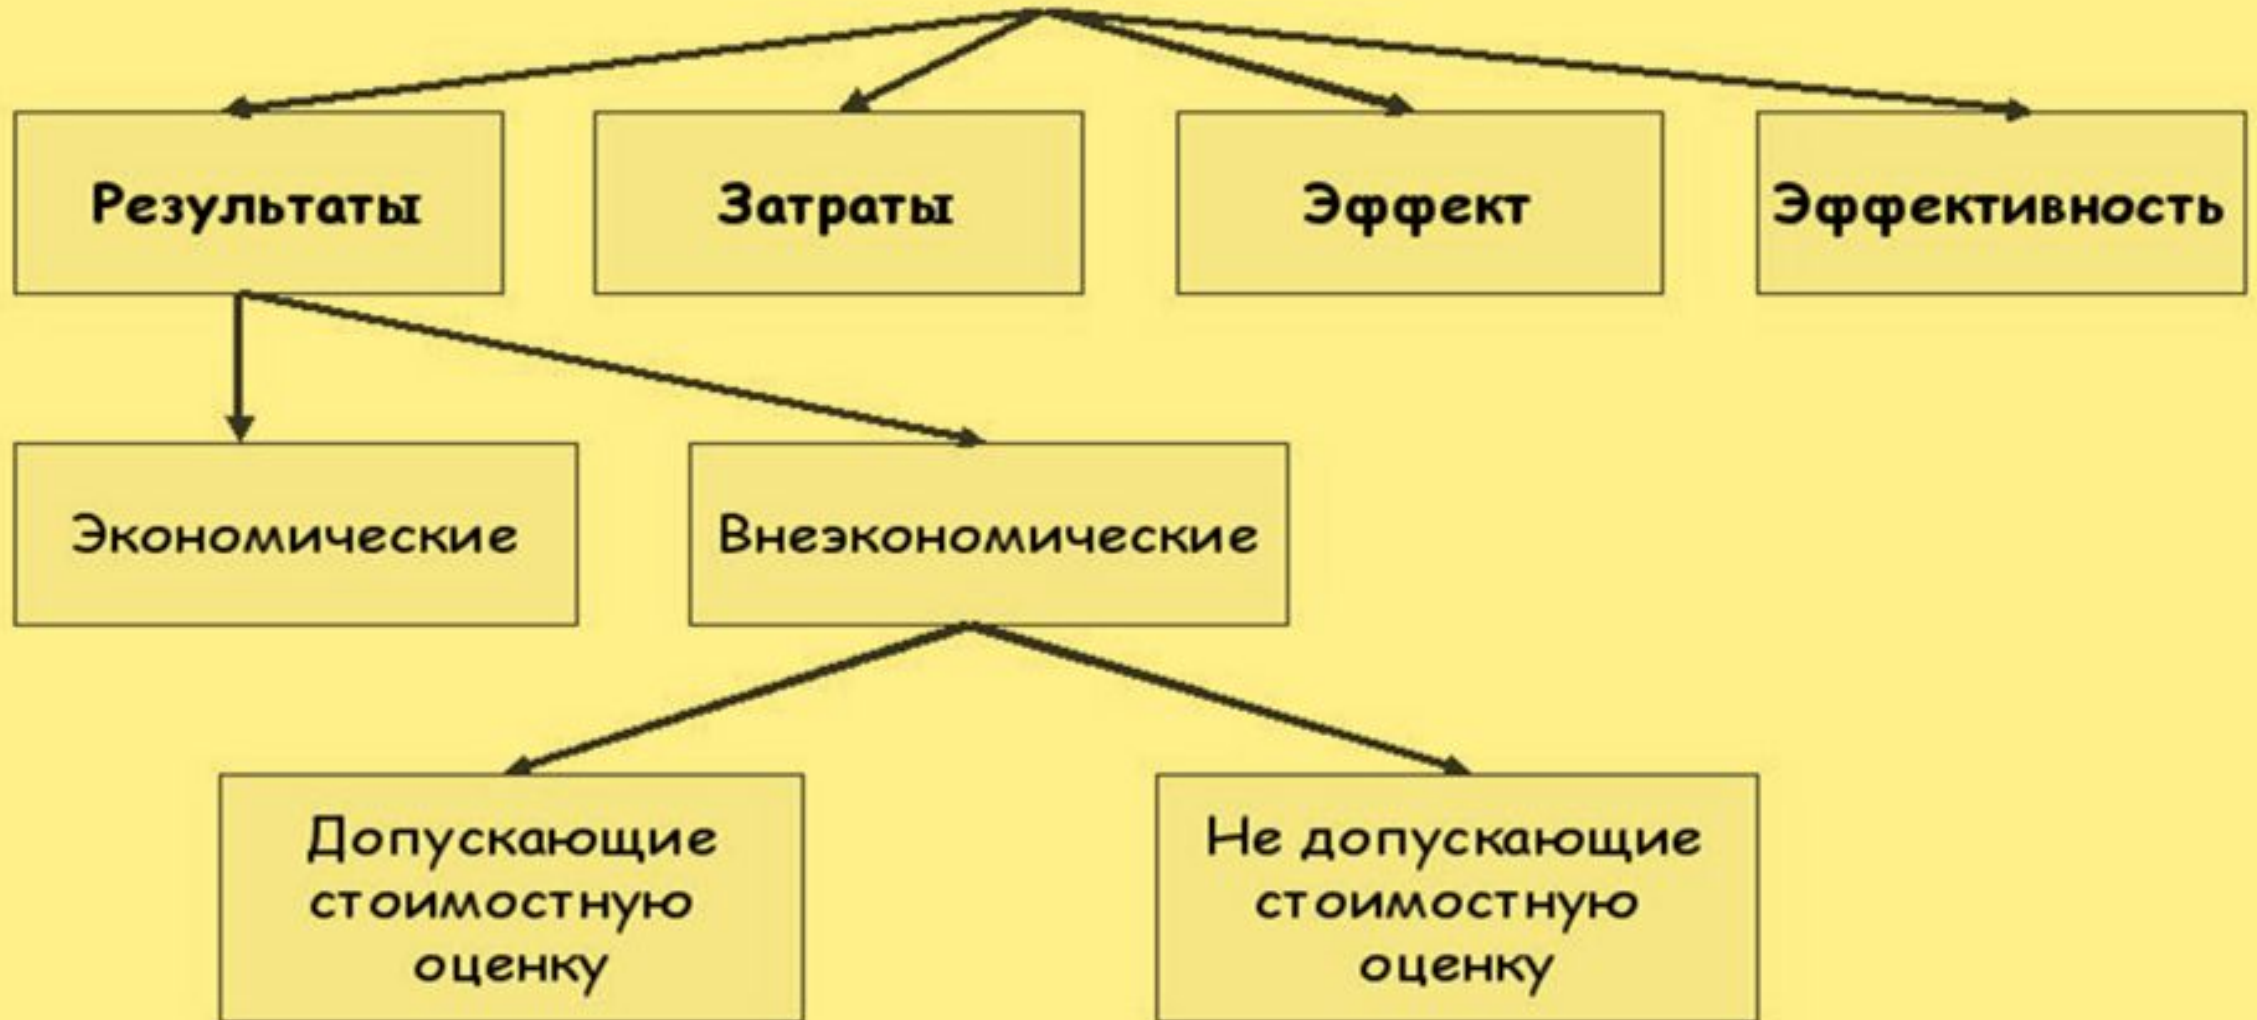 Результаты
Затраты
Эффект
Эффективность
Экономические
Внеэкономические
Допускающие
стоимостную
оценку
Не допускающие
стоимостную
оценку